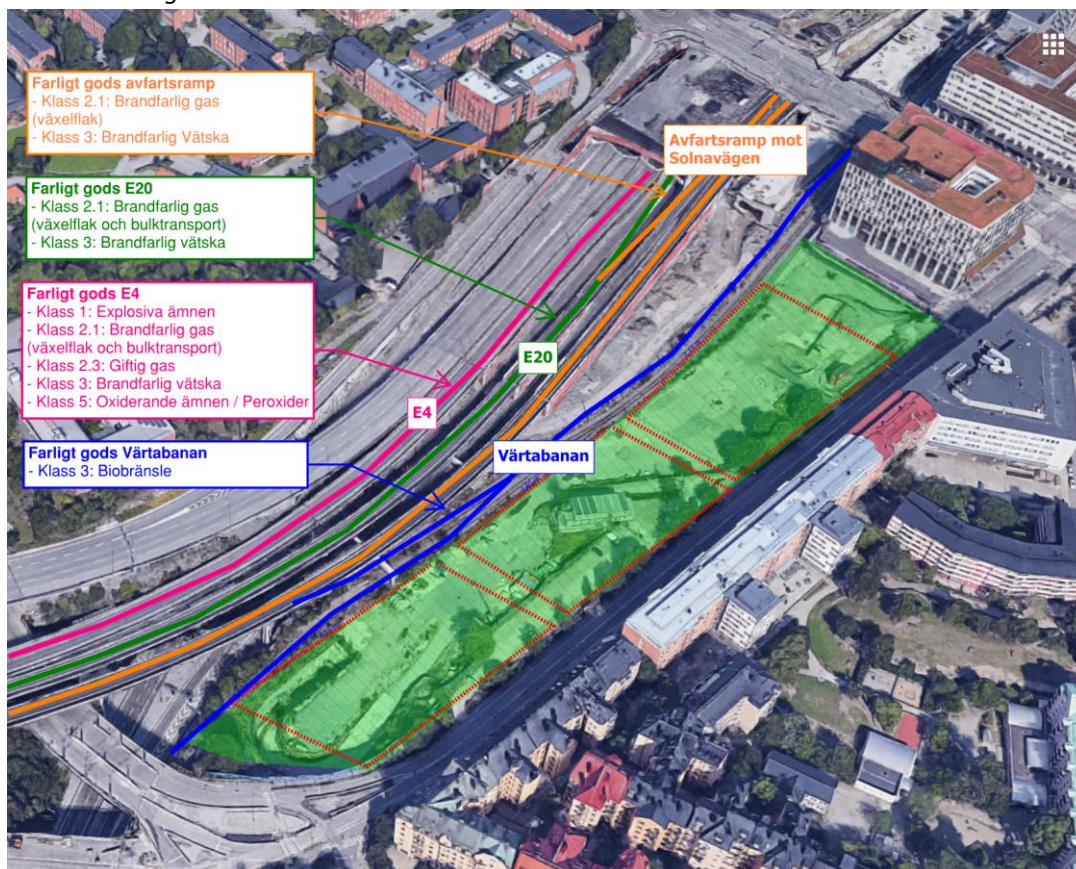 Farligt gods avfartsramp
- Klass 2.1: Brandfarlig gas
(växelflak)
- Klass 3: Brandfarlig Vätska
Avfartsramp mot
Solnavägen
Farligt gods E20
- Klass 2.1: Brandfarlig gas
(växelflak och bulktransport)
- Klass 3: Brandfarlig vätska
Farligt gods E4
- Klass 1: Explosiva ämnen
- Klass 2.1: Brandfarlig gas
(växelflak och bulktransport)
- Klass 2.3: Giftig gas
- Klass 3: Brandfarlig vätska
- Klass 5: Oxiderande ämnen / Peroxider
E20
E4
Farligt gods Värtabanan
- Klass 3: Biobränsle
Värtabanan